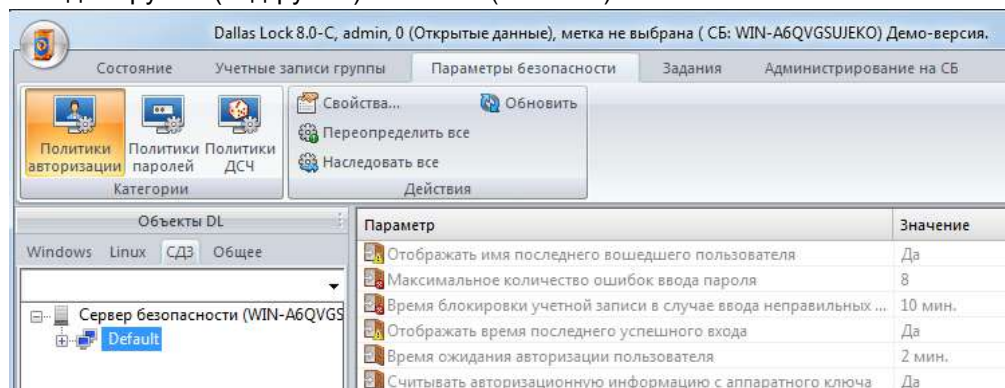 Dallas Lock 8.0-C, admin, 0 (Открытые данные), метка не выбрана ( СБ: WIN-A6QVGSUJEKO) Демо-версия.
Состояние Учетные записи группы Параметры безопасности Задания Администрирование на СБ
Политики авторизации
Политики паролей
Политики ДСЧ
Категории
Свойства... Обновить
Переопределить все
Наследовать все
Действия
Объекты DL
Windows Linux СДЗ Общее
Сервер безопасности (WIN-A6QVGS
Default
Параметр Значение
Отображать имя последнего вошедшего пользователя Да
Максимальное количество ошибок ввода пароля 8
Время блокировки учетной записи в случае ввода неправильных ... 10 мин.
Отображать время последнего успешного входа Да
Время ожидания авторизации пользователя 2 мин.
Считывать авторизационную информацию с аппаратного ключа Да